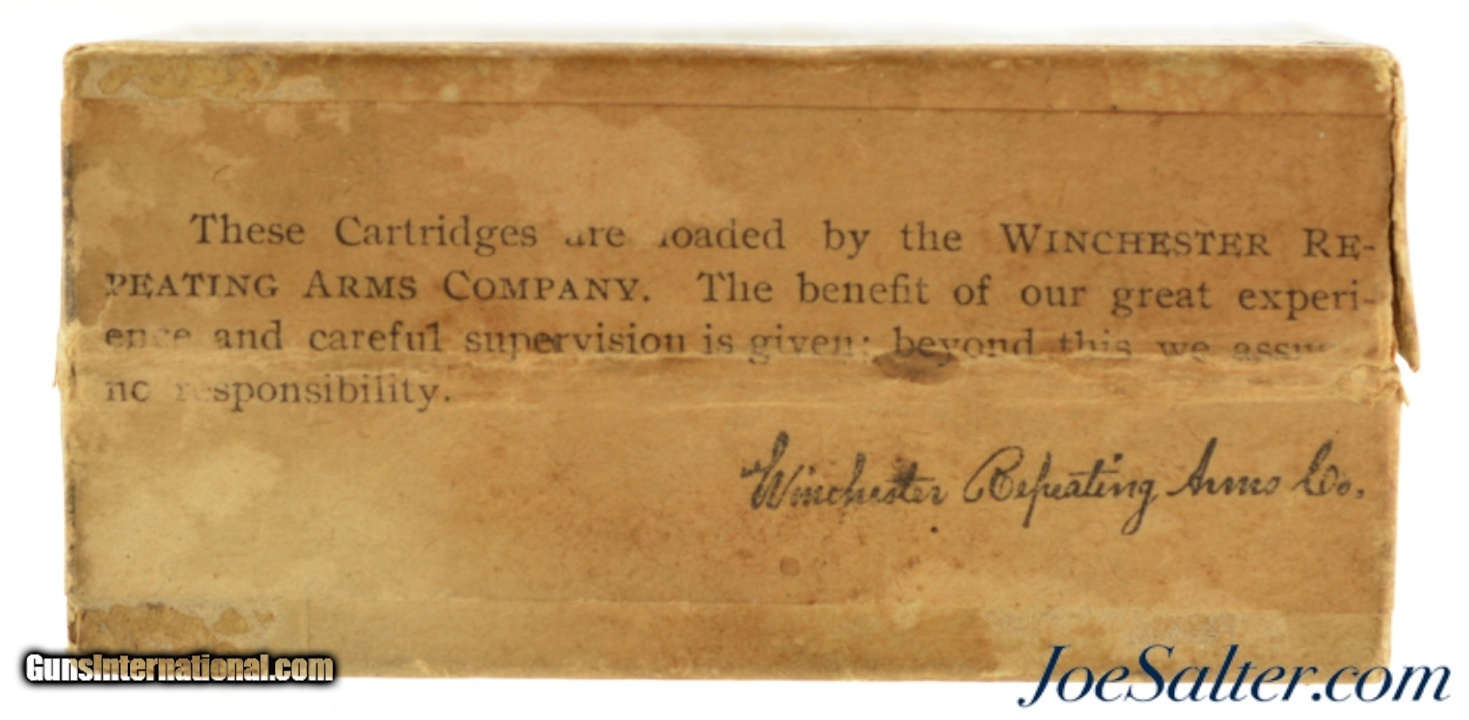 These Cartridges are loaded by the WINCHESTER RE-
PEATING ARMS COMPANY. The benefit of our great experi-
ence and careful supervision is given; beyond this we assume
no responsibility.
Winchester Repeating Arms Co.
GunsInternational.com
JoeSalter.com